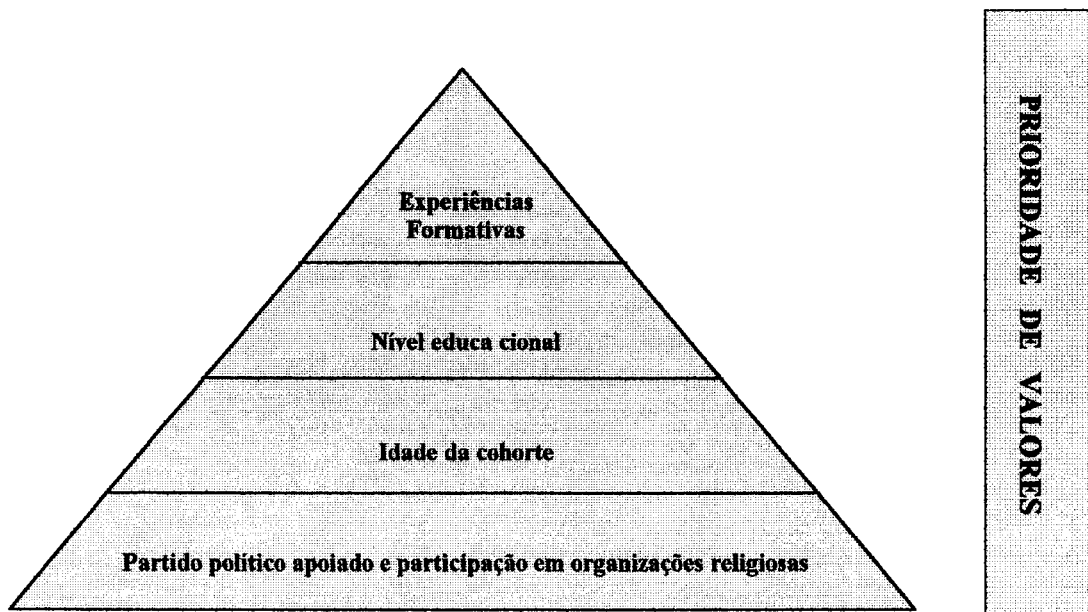 Experiências
Formativas
Nível educa cional
Idade da cohorte
Partido político apoiado e participação em organizações religiosas
PRIORIDADE DE VALORES